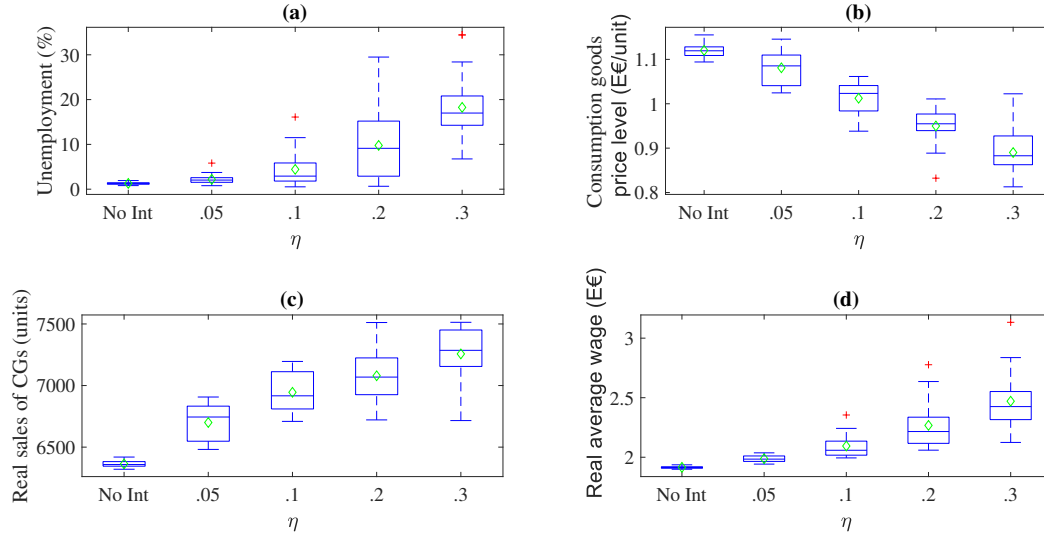 (a)
Unemployment (%)
30
20
10
0
No Int .05 .1 .2 .3
η
(b)
Consumption goods
price level (E€/unit)
1.1
1
0.9
0.8
No Int .05 .1 .2 .3
η
(c)
Real sales of CGs (units)
7500
7000
6500
No Int .05 .1 .2 .3
η
(d)
Real average wage (E€)
3
2.5
2
No Int .05 .1 .2 .3
η